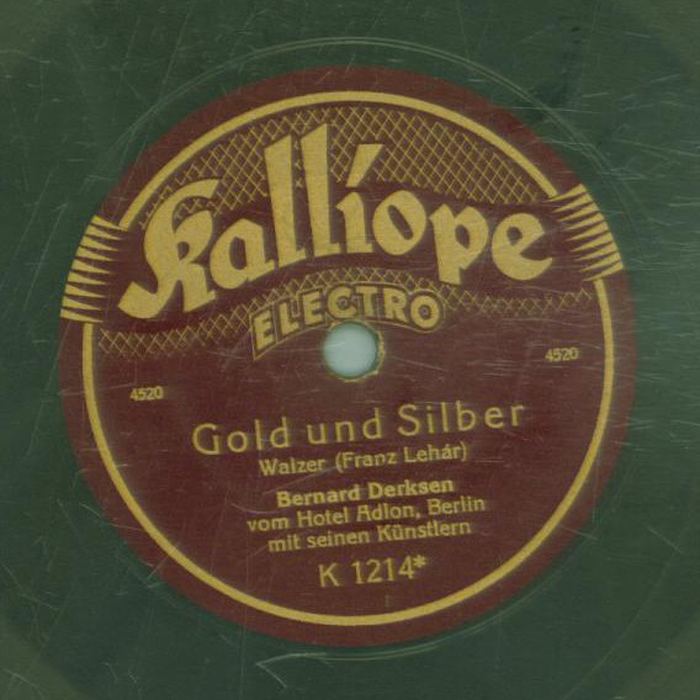 Kalliope
ELECTRO
4520
4520
Gold und Silber
Walzer (Franz Lehár)
Bernard Derksen
vom Hotel Adlon, Berlin
mit seinen Künstlern
K 1214*